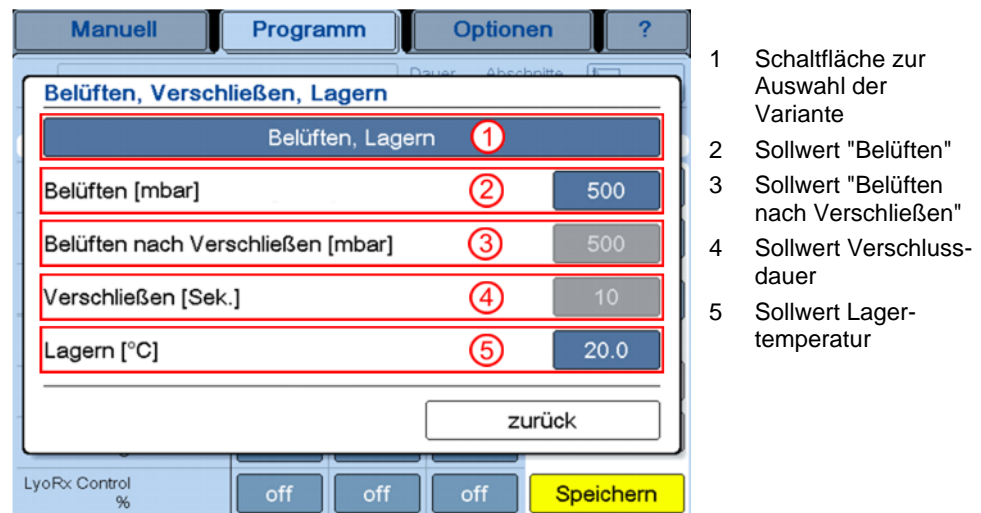 Manuell Programm Optionen ?
Dauer Abschnitte
Belüften, Verschließen, Lagern
Belüften, Lagern 1
Belüften [mbar] 2 500
Belüften nach Verschließen [mbar] 3 500
Verschließen [Sek.] 4 10
Lagern [°C] 5 20.0
zurück
LyoRx Control
%
off off off Speichern
1 Schaltfläche zur
Auswahl der
Variante
2 Sollwert "Belüften"
3 Sollwert "Belüften
nach Verschließen"
4 Sollwert Verschluss-
dauer
5 Sollwert Lager-
temperatur